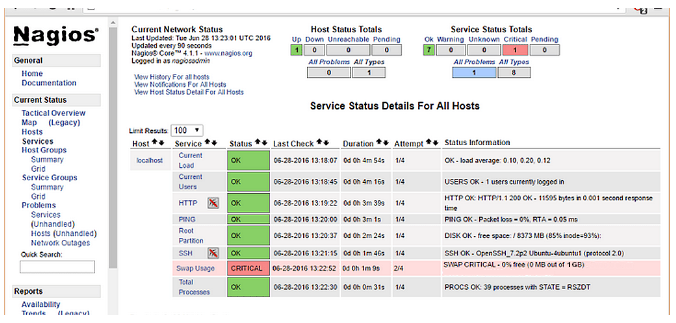 Nagios®
General
Home
Documentation
Current Status
Tactical Overview
Map (Legacy)
Hosts
Services
Host Groups
Summary
Grid
Service Groups
Summary
Grid
Problems
Services
(Unhandled)
Hosts (Unhandled)
Network Outages
Quick Search:
Reports
Availability
Trends (Legacy)
Current Network Status
Last Updated: Tue Jun 28 13:23:01 UTC 2016
Updated every 90 seconds
Nagios® Core™ 4.1.1 - www.nagios.org
Logged in as nagiosadmin
View History For all hosts
View Notifications For All Hosts
View Host Status Detail For All Hosts
Host Status Totals
Up Down Unreachable Pending
1 0 0 0
All Problems All Types
0 1
Service Status Totals
Ok Warning Unknown Critical Pending
7 0 0 1 0
All Problems All Types
1 8
Service Status Details For All Hosts
Limit Results: 100
Host Service Status Last Check Duration Attempt Status Information
localhost Current Load OK 06-28-2016 13:18:07 0d 0h 4m 54s 1/4 OK - load average: 0.10, 0.20, 0.12
Current Users OK 06-28-2016 13:18:45 0d 0h 4m 16s 1/4 USERS OK - 1 users currently logged in
HTTP OK 06-28-2016 13:19:22 0d 0h 3m 39s 1/4 HTTP OK: HTTP/1.1 200 OK - 11595 bytes in 0.001 second response time
PING OK 06-28-2016 13:20:00 0d 0h 3m 1s 1/4 PING OK - Packet loss = 0%, RTA = 0.05 ms
Root Partition OK 06-28-2016 13:20:37 0d 0h 2m 24s 1/4 DISK OK - free space: / 8373 MB (85% inode=93%):
SSH OK 06-28-2016 13:21:15 0d 0h 1m 46s 1/4 SSH OK - OpenSSH_7.2p2 Ubuntu-4ubuntu1 (protocol 2.0)
Swap Usage CRITICAL 06-28-2016 13:22:52 0d 0h 1m 9s 2/4 SWAP CRITICAL - 0% free (0 MB out of 1GB)
Total Processes OK 06-28-2016 13:22:30 0d 0h 0m 31s 1/4 PROCS OK: 39 processes with STATE = RSZDT